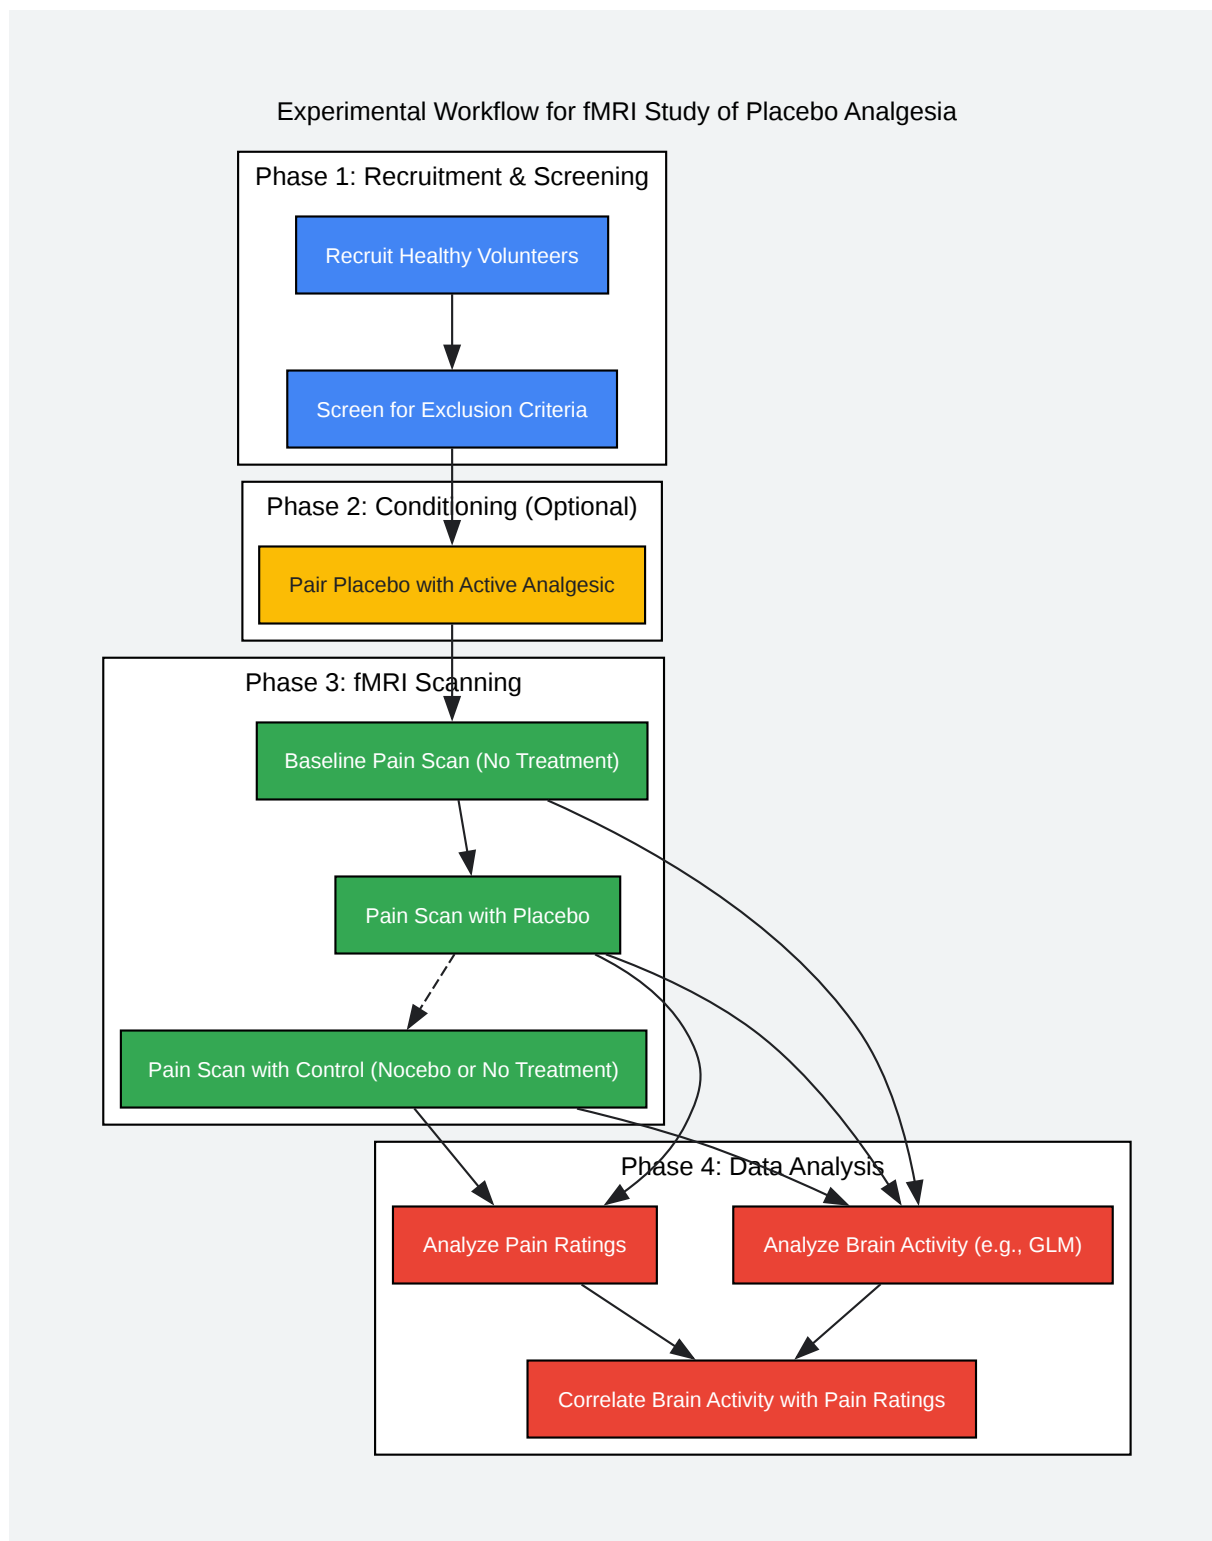 Experimental Workflow for fMRI Study of Placebo Analgesia
Phase 1: Recruitment & Screening
Recruit Healthy Volunteers
Screen for Exclusion Criteria
Phase 2: Conditioning (Optional)
Pair Placebo with Active Analgesic
Phase 3: fMRI Scanning
Baseline Pain Scan (No Treatment)
Pain Scan with Placebo
Pain Scan with Control (Nocebo or No Treatment)
Phase 4: Data Analysis
Analyze Pain Ratings
Analyze Brain Activity (e.g., GLM)
Correlate Brain Activity with Pain Ratings